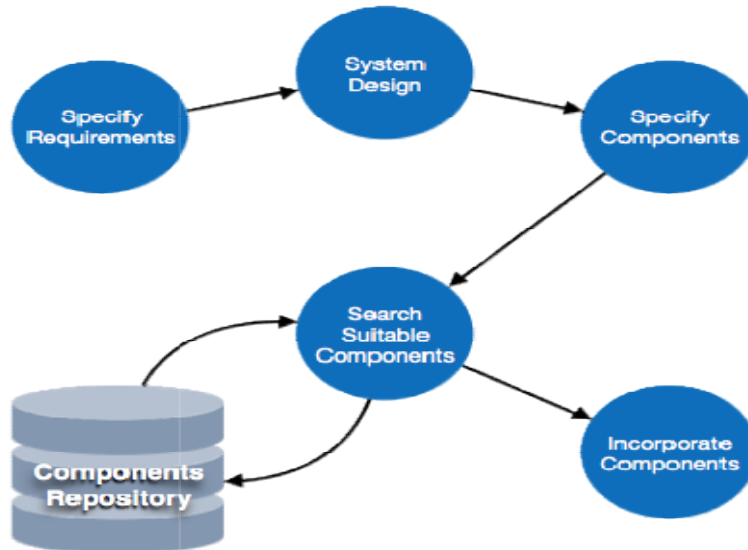 System
Design
Specify
Requirements
Specify
Components
Search
Suitable
Components
Incorporate
Components
Components
Repository